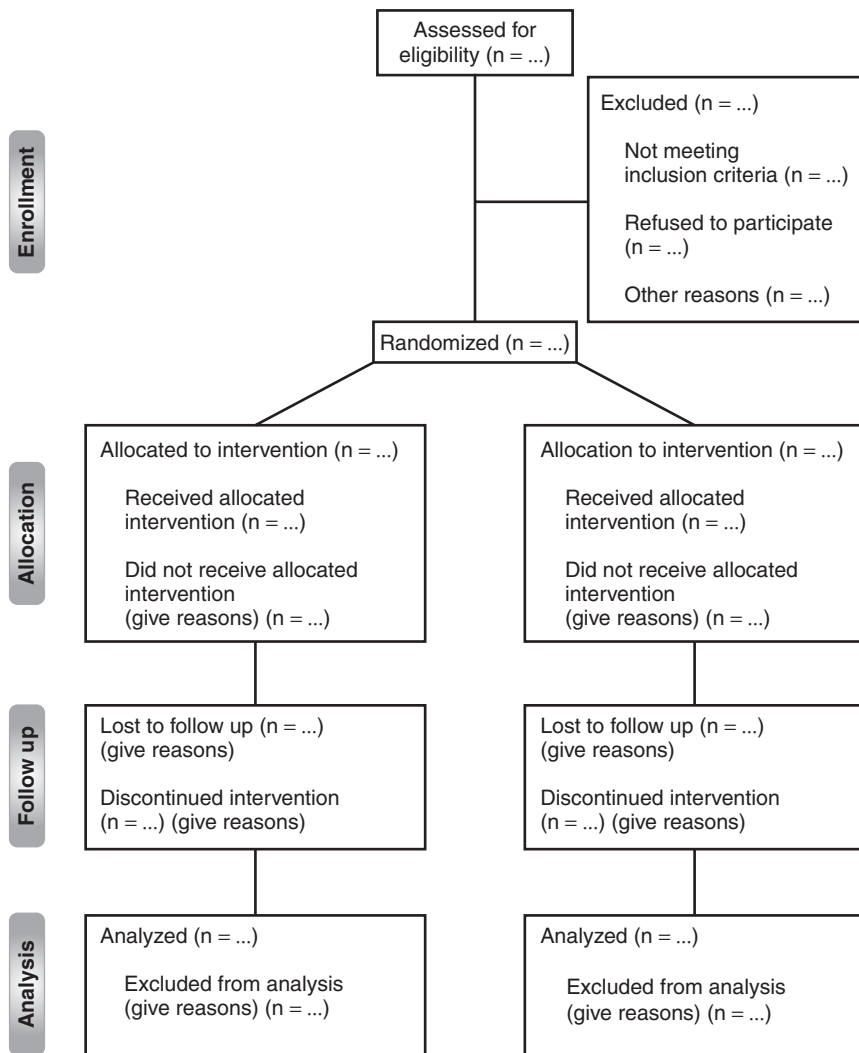 Assessed for
eligibility (n = ...)
Enrollment
Excluded (n = ...)
Not meeting
inclusion criteria (n = ...)
Refused to participate
(n = ...)
Other reasons (n = ...)
Randomized (n = ...)
Allocation
Allocated to intervention (n = ...)
Received allocated
intervention (n = ...)
Did not receive allocated
intervention
(give reasons) (n = ...)
Allocation to intervention (n = ...)
Received allocated
intervention (n = ...)
Did not receive allocated
intervention
(give reasons) (n = ...)
Follow up
Lost to follow up (n = ...)
(give reasons)
Discontinued intervention
(n = ...) (give reasons)
Lost to follow up (n = ...)
(give reasons)
Discontinued intervention
(n = ...) (give reasons)
Analysis
Analyzed (n = ...)
Excluded from analysis
(give reasons) (n = ...)
Analyzed (n = ...)
Excluded from analysis
(give reasons) (n = ...)